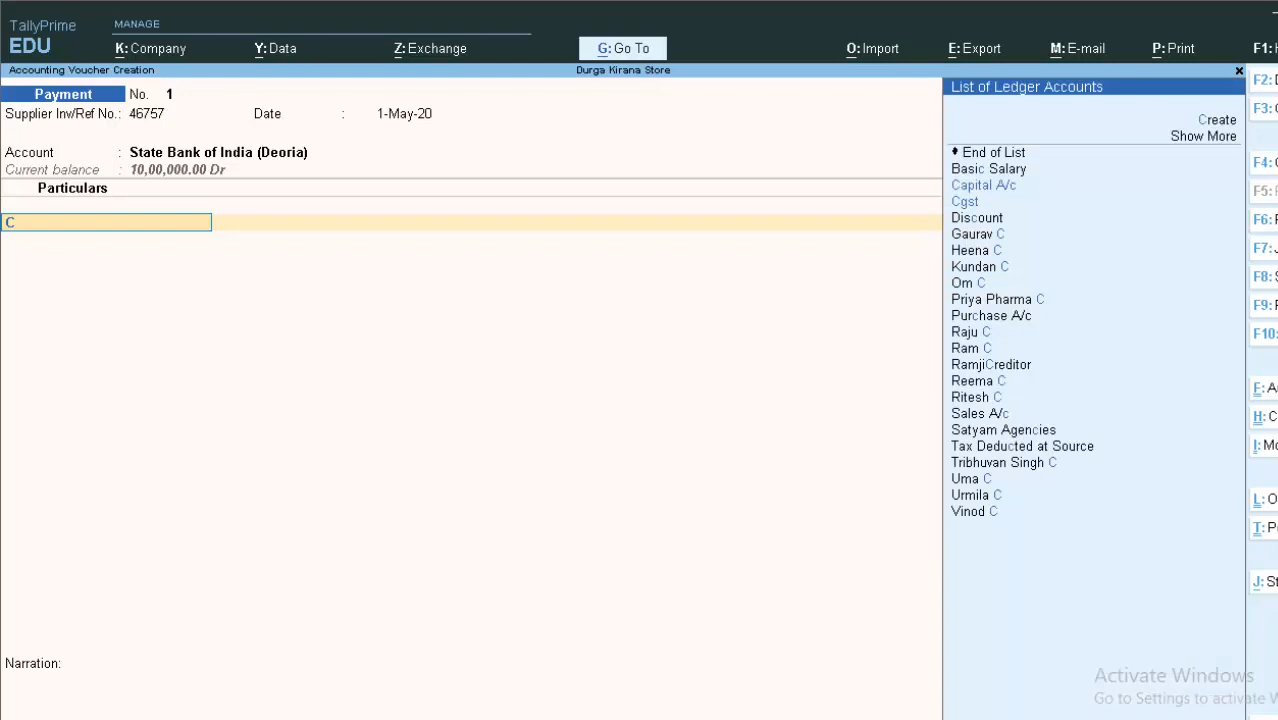 TallyPrime MANAGE
EDU K: Company Y: Data Z: Exchange G: Go To O: Import E: Export M: E-mail P: Print F1:
Accounting Voucher Creation Durga Kirana Store
Payment No. 1
Supplier Inv/Ref No.: 46757 Date : 1-May-20
Account : State Bank of India (Deoria)
Current balance : 10,00,000.00 Dr
Particulars
C
Narration:
List of Ledger Accounts
Create
Show More
♦ End of List
Basic Salary
Capital A/c
Cgst
Discount
Gaurav C
Heena C
Kundan C
Om C
Priya Pharma C
Purchase A/c
Raju C
Ram C
RamjiCreditor
Reema C
Ritesh C
Sales A/c
Satyam Agencies
Tax Deducted at Source
Tribhuvan Singh C
Uma C
Urmila C
Vinod C
F2:
F3:
F4:
F5:
F6:
F7:
F8:
F9:
F10:
F: A
H: C
I: Mo
L: O
T: P
J: St
Activate Windows
Go to Settings to activate W